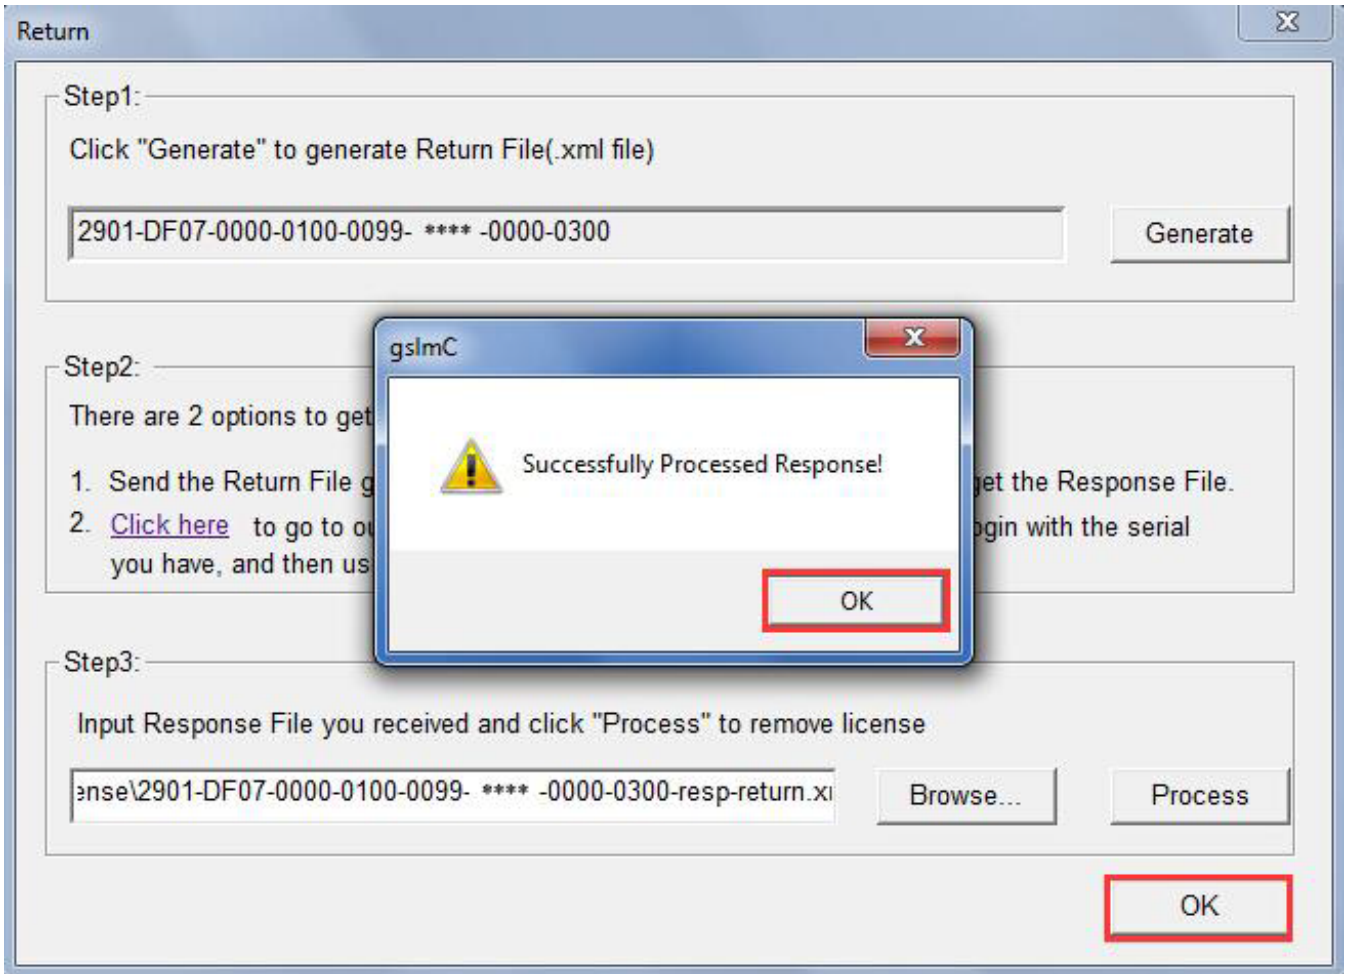 Return
Step1:
Click "Generate" to generate Return File(.xml file)
2901-DF07-0000-0100-0099- **** -0000-0300
Generate
gslmC
Successfully Processed Response!
OK
Step2:
There are 2 options to get
1. Send the Return File g
get the Response File.
2. Click here to go to ou
ogin with the serial
you have, and then us
Step3:
Input Response File you received and click "Process" to remove license
ense\2901-DF07-0000-0100-0099- **** -0000-0300-resp-return.x
Browse...
Process
OK